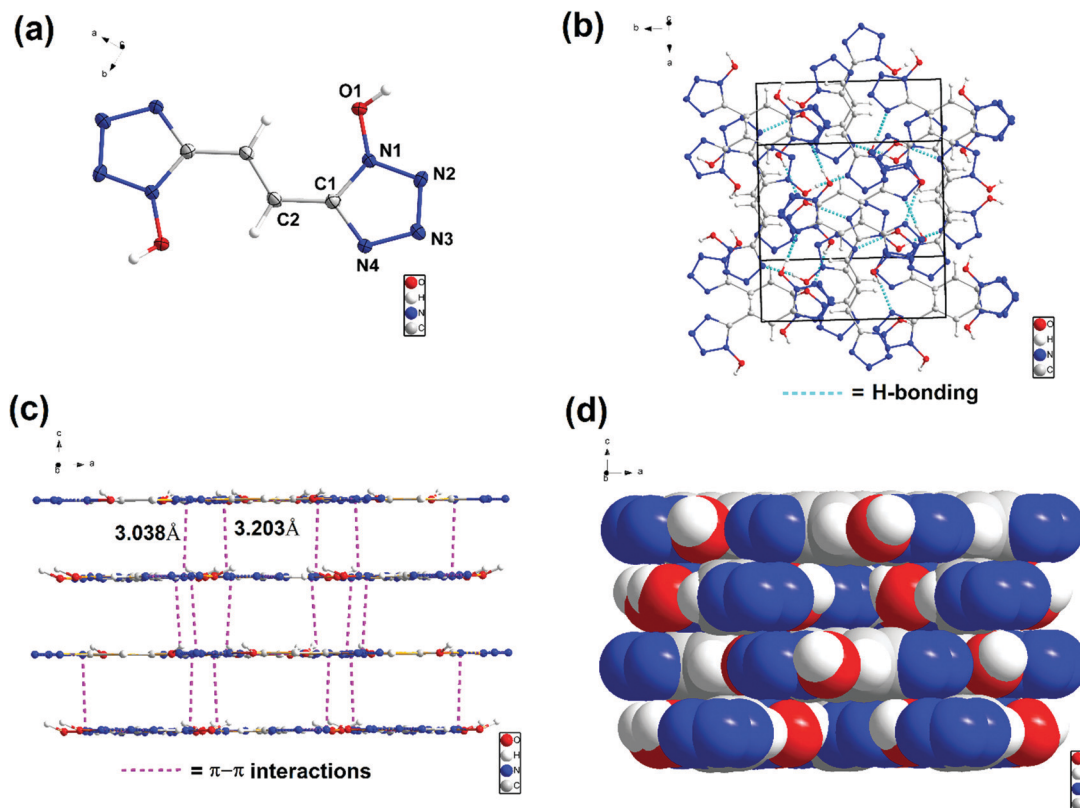 (a)
a
c
b
O1
N1
N2
C1
C2
N3
N4
O
H
N
C
(b)
b
c
a
O
H
N
C
= H-bonding
(c)
c
b
a
3.038Å
3.203Å
O
H
N
C
= π–π interactions
(d)
c
b
a